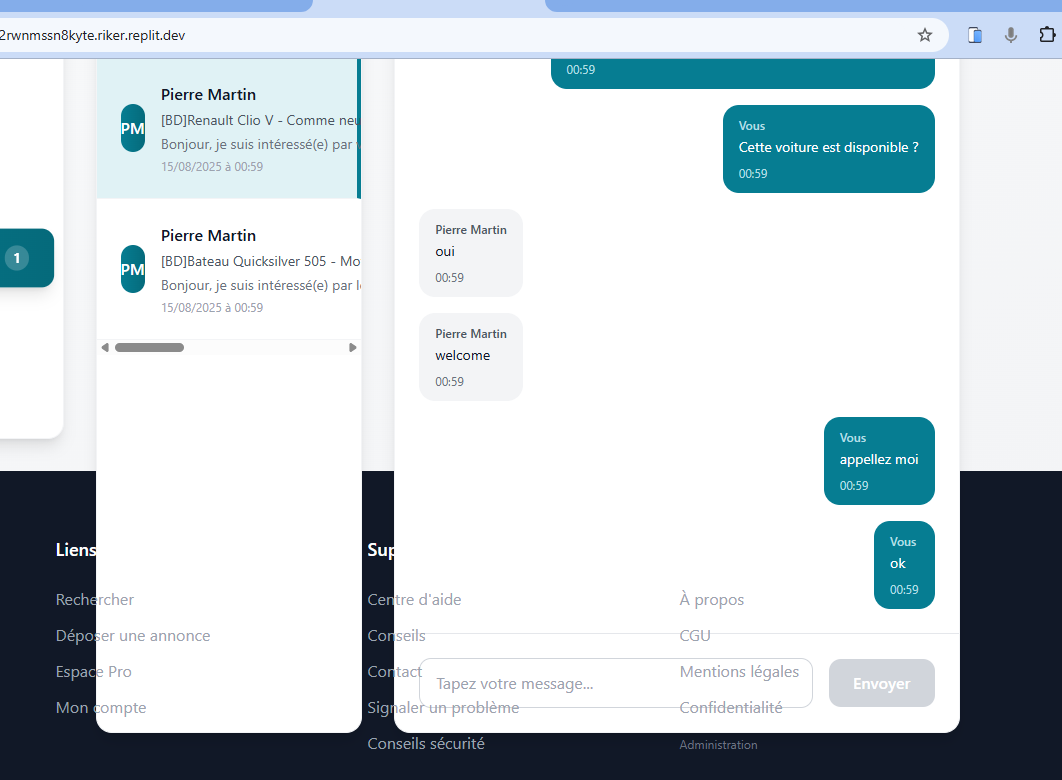 2rwnmssn8kyte.riker.replit.dev
1
PM
Pierre Martin
[BD]Renault Clio V - Comme neu
Bonjour, je suis intéressé(e) par
15/08/2025 à 00:59
PM
Pierre Martin
[BD]Bateau Quicksilver 505 - Mo
Bonjour, je suis intéressé(e) par l
15/08/2025 à 00:59
00:59
Vous
Cette voiture est disponible ?
00:59
Pierre Martin
oui
00:59
Pierre Martin
welcome
00:59
Vous
appellez moi
00:59
Vous
ok
00:59
Tapez votre message...
Envoyer
Liens
Rechercher
Déposer une annonce
Espace Pro
Mon compte
Sup
Centre d'aide
Conseils
Contact
Signaler un problème
Conseils sécurité
À propos
CGU
Mentions légales
Confidentialité
Administration